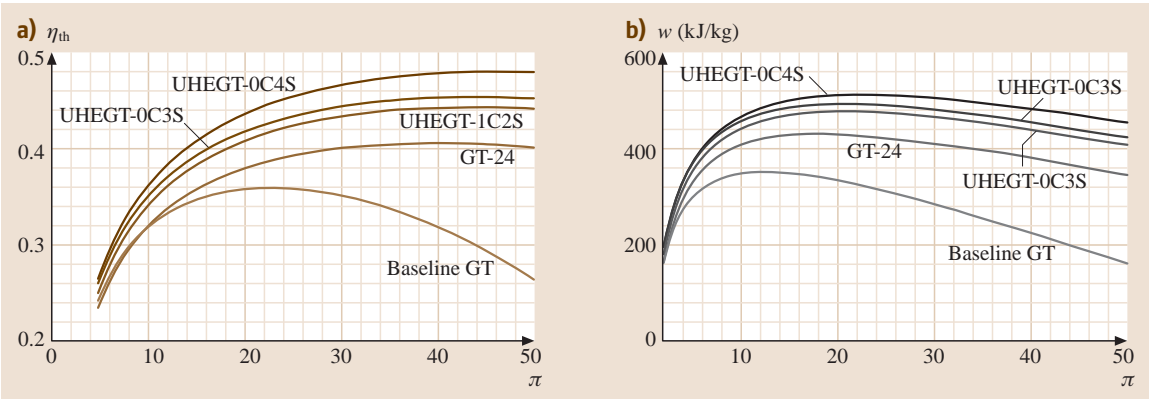 a) ηth
0.5
UHEGT-0C4S
UHEGT-0C3S
UHEGT-1C2S
0.4
GT-24
0.3
Baseline GT
0.2
0 10 20 30 40 50
π
b) w (kJ/kg)
600
UHEGT-0C4S
UHEGT-0C3S
400
GT-24
UHEGT-0C3S
200
Baseline GT
0
10 20 30 40 50
π